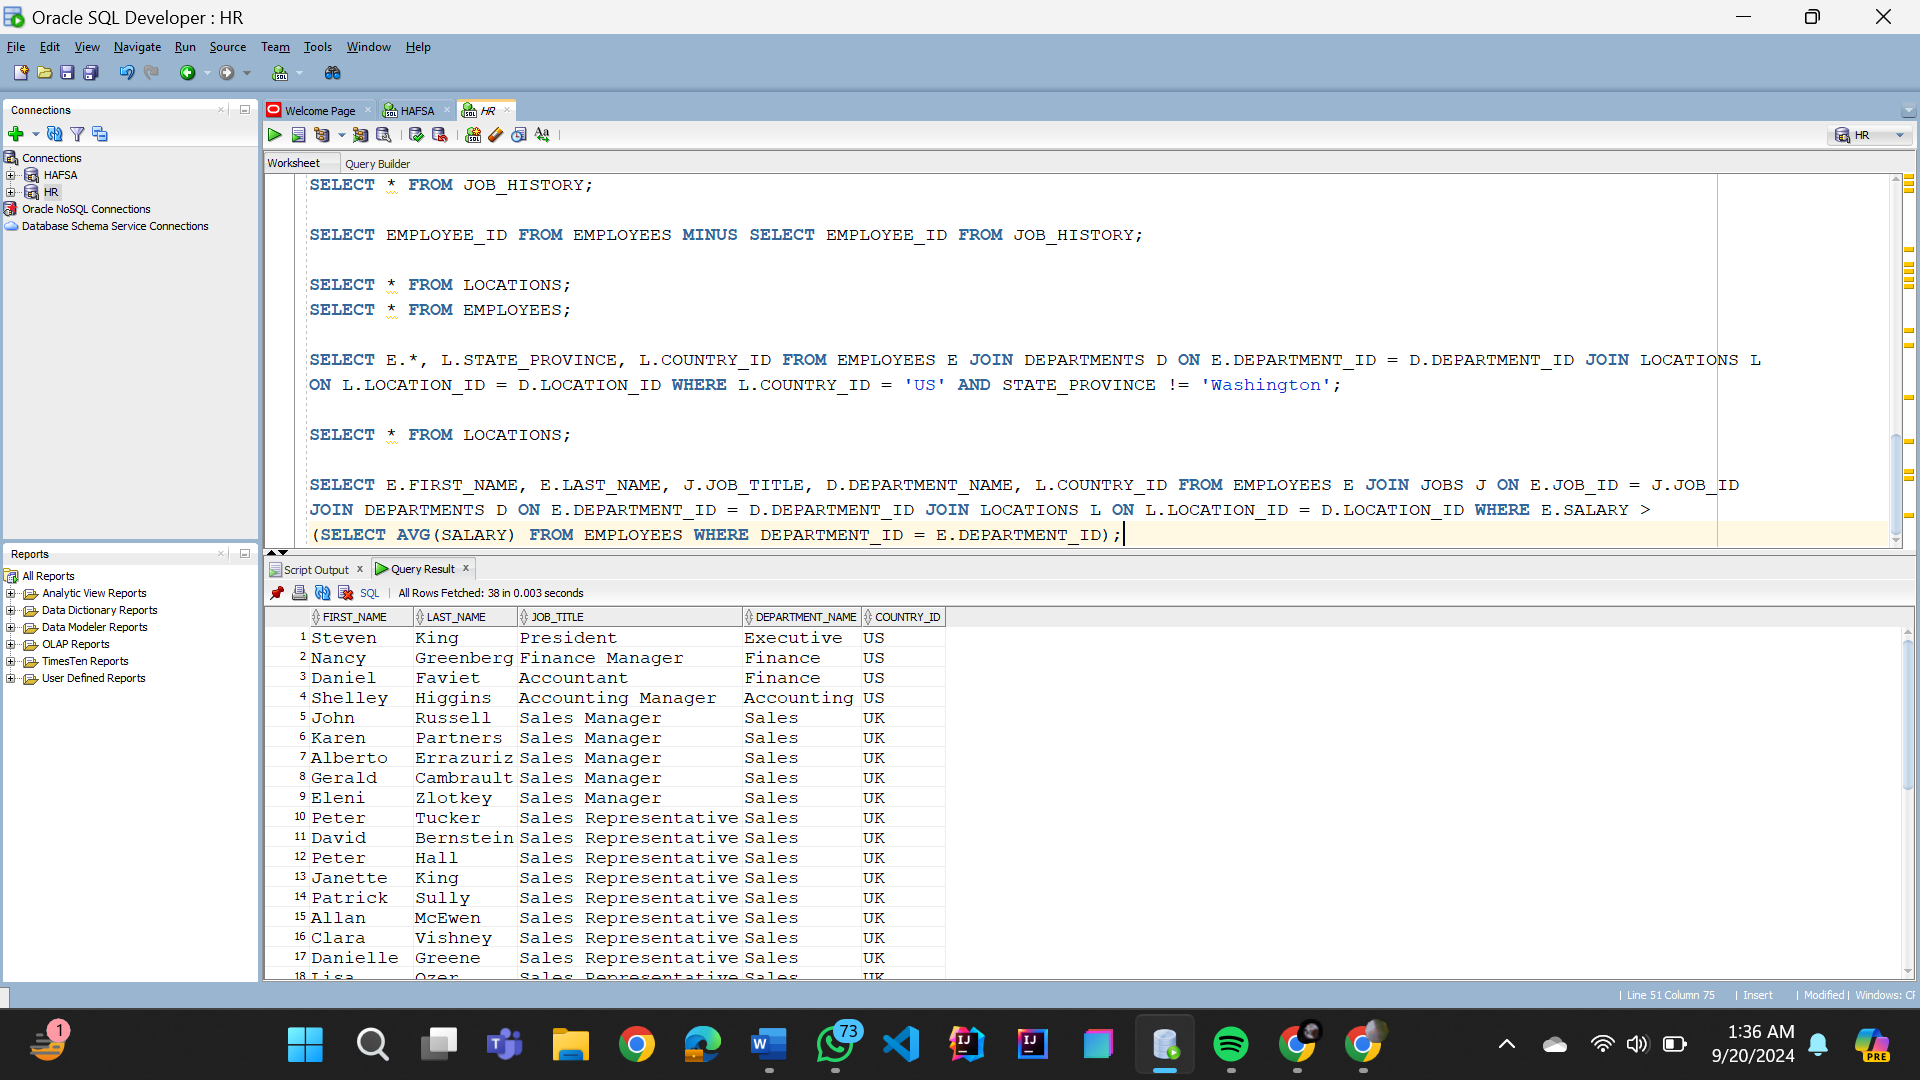 Oracle SQL Developer : HR
File Edit View Navigate Run Source Team Tools Window Help
Connections
Connections
HAFSA
HR
Oracle NoSQL Connections
Database Schema Service Connections
Reports
All Reports
Analytic View Reports
Data Dictionary Reports
Data Modeler Reports
OLAP Reports
TimesTen Reports
User Defined Reports
Welcome Page HAFSA HR
HR
Worksheet Query Builder
SELECT * FROM JOB_HISTORY;
SELECT EMPLOYEE_ID FROM EMPLOYEES MINUS SELECT EMPLOYEE_ID FROM JOB_HISTORY;
SELECT * FROM LOCATIONS;
SELECT * FROM EMPLOYEES;
SELECT E.*, L.STATE_PROVINCE, L.COUNTRY_ID FROM EMPLOYEES E JOIN DEPARTMENTS D ON E.DEPARTMENT_ID = D.DEPARTMENT_ID JOIN LOCATIONS L
ON L.LOCATION_ID = D.LOCATION_ID WHERE L.COUNTRY_ID = 'US' AND STATE_PROVINCE != 'Washington';
SELECT * FROM LOCATIONS;
SELECT E.FIRST_NAME, E.LAST_NAME, J.JOB_TITLE, D.DEPARTMENT_NAME, L.COUNTRY_ID FROM EMPLOYEES E JOIN JOBS J ON E.JOB_ID = J.JOB_ID
JOIN DEPARTMENTS D ON E.DEPARTMENT_ID = D.DEPARTMENT_ID JOIN LOCATIONS L ON L.LOCATION_ID = D.LOCATION_ID WHERE E.SALARY >
(SELECT AVG(SALARY) FROM EMPLOYEES WHERE DEPARTMENT_ID = E.DEPARTMENT_ID);
Script Output Query Result
SQL All Rows Fetched: 38 in 0.003 seconds
FIRST_NAME LAST_NAME JOB_TITLE DEPARTMENT_NAME COUNTRY_ID
1 Steven King President Executive US
2 Nancy Greenberg Finance Manager Finance US
3 Daniel Faviet Accountant Finance US
4 Shelley Higgins Accounting Manager Accounting US
5 John Russell Sales Manager Sales UK
6 Karen Partners Sales Manager Sales UK
7 Alberto Errazuriz Sales Manager Sales UK
8 Gerald Cambrault Sales Manager Sales UK
9 Eleni Zlotkey Sales Manager Sales UK
10 Peter Tucker Sales Representative Sales UK
11 David Bernstein Sales Representative Sales UK
12 Peter Hall Sales Representative Sales UK
13 Janette King Sales Representative Sales UK
14 Patrick Sully Sales Representative Sales UK
15 Allan McEwen Sales Representative Sales UK
16 Clara Vishney Sales Representative Sales UK
17 Danielle Greene Sales Representative Sales UK
18 Lisa Ozer Sales Representative Sales UK
Line 51 Column 75 Insert Modified Windows: CF
1
73
1:36 AM
9/20/2024
PRE